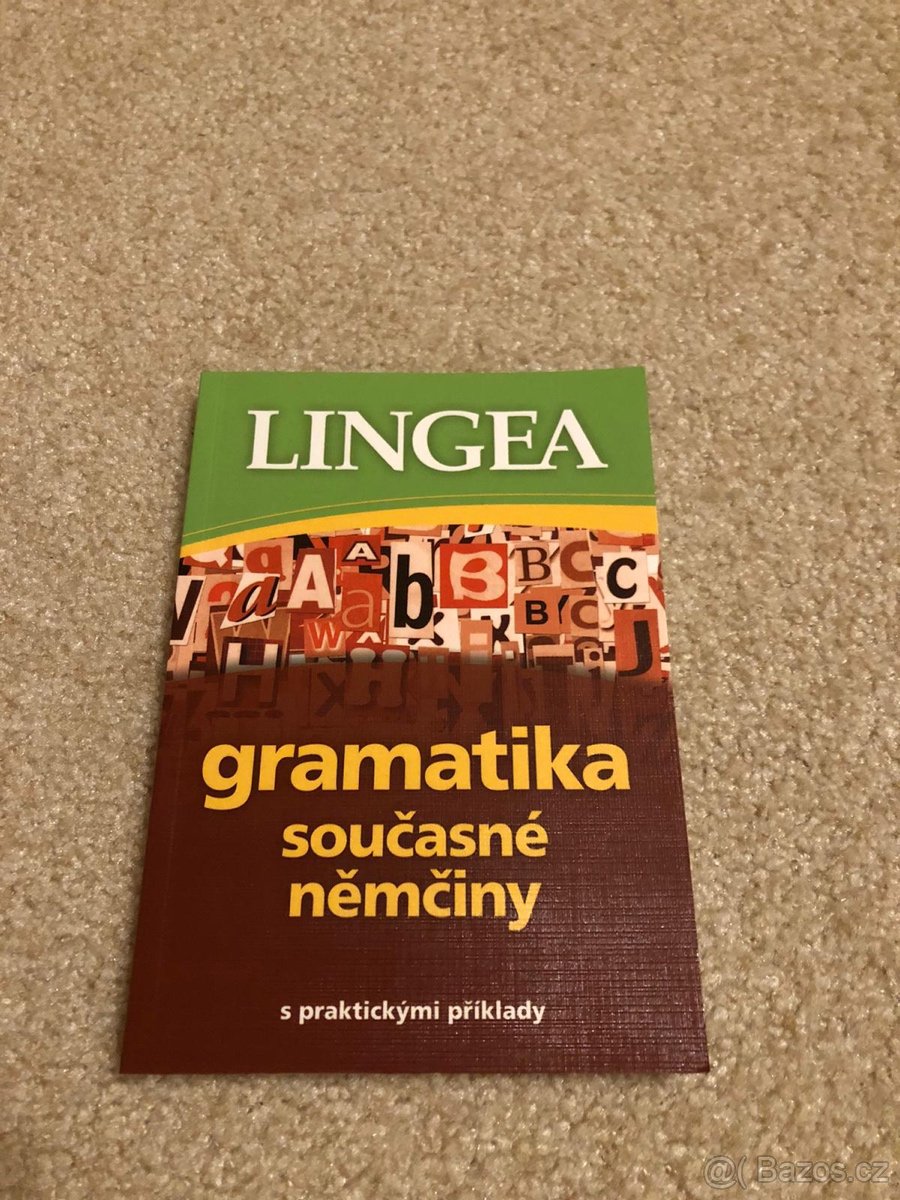 LINGEA
gramatika
současné
němčiny
s praktickými příklady
@( Bazos.cz